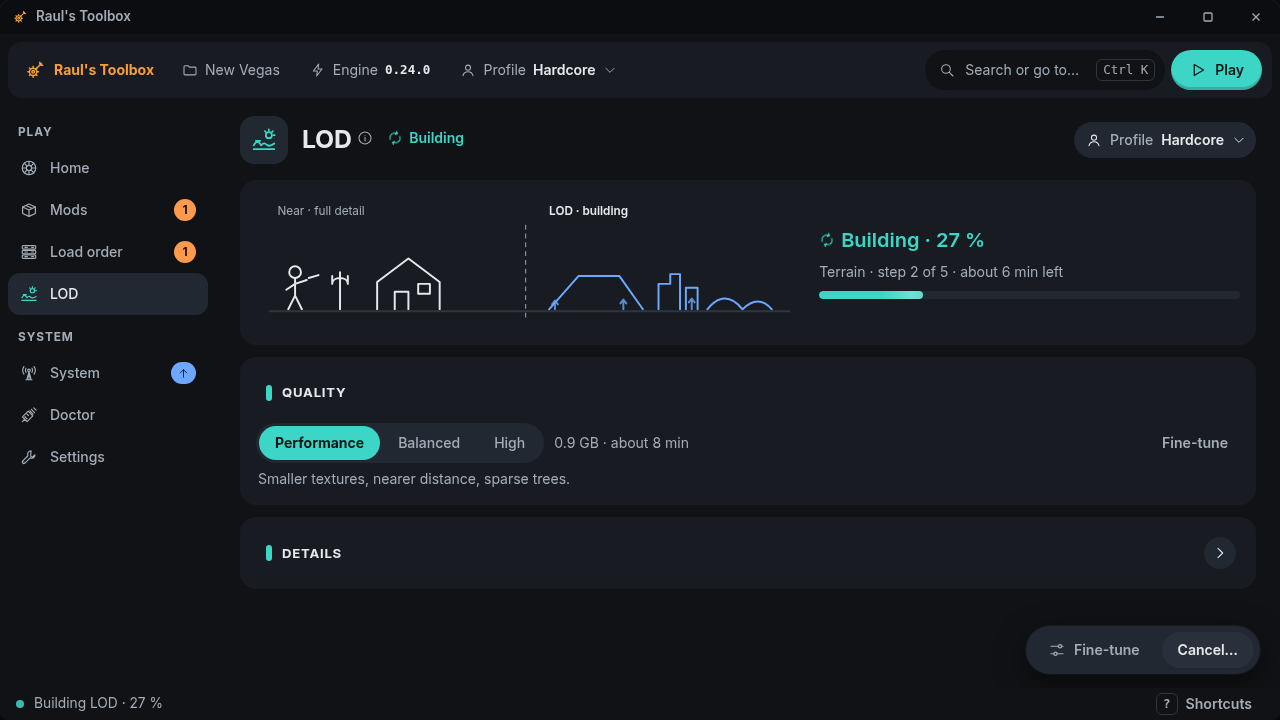 Raul's Toolbox
Raul's Toolbox
New Vegas
Engine 0.24.0
Profile Hardcore
Search or go to...
Ctrl K
Play
PLAY
Home
Mods 1
Load order 1
LOD
SYSTEM
System
Doctor
Settings
LOD
Building
Profile Hardcore
Near · full detail
LOD · building
Building · 27 %
Terrain · step 2 of 5 · about 6 min left
QUALITY
Performance
Balanced
High
0.9 GB · about 8 min
Fine-tune
Smaller textures, nearer distance, sparse trees.
DETAILS
Fine-tune
Cancel...
Building LOD · 27 %
? Shortcuts